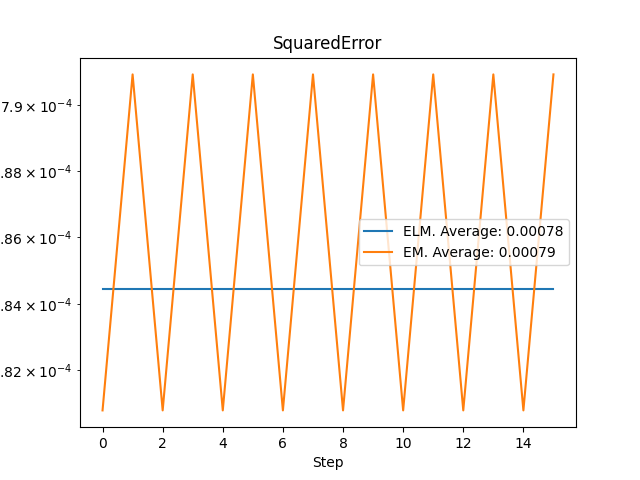 SquaredError
7.9 × 10⁻⁴
.88 × 10⁻⁴
.86 × 10⁻⁴
.84 × 10⁻⁴
.82 × 10⁻⁴
ELM. Average: 0.00078
EM. Average: 0.00079
0 2 4 6 8 10 12 14
Step